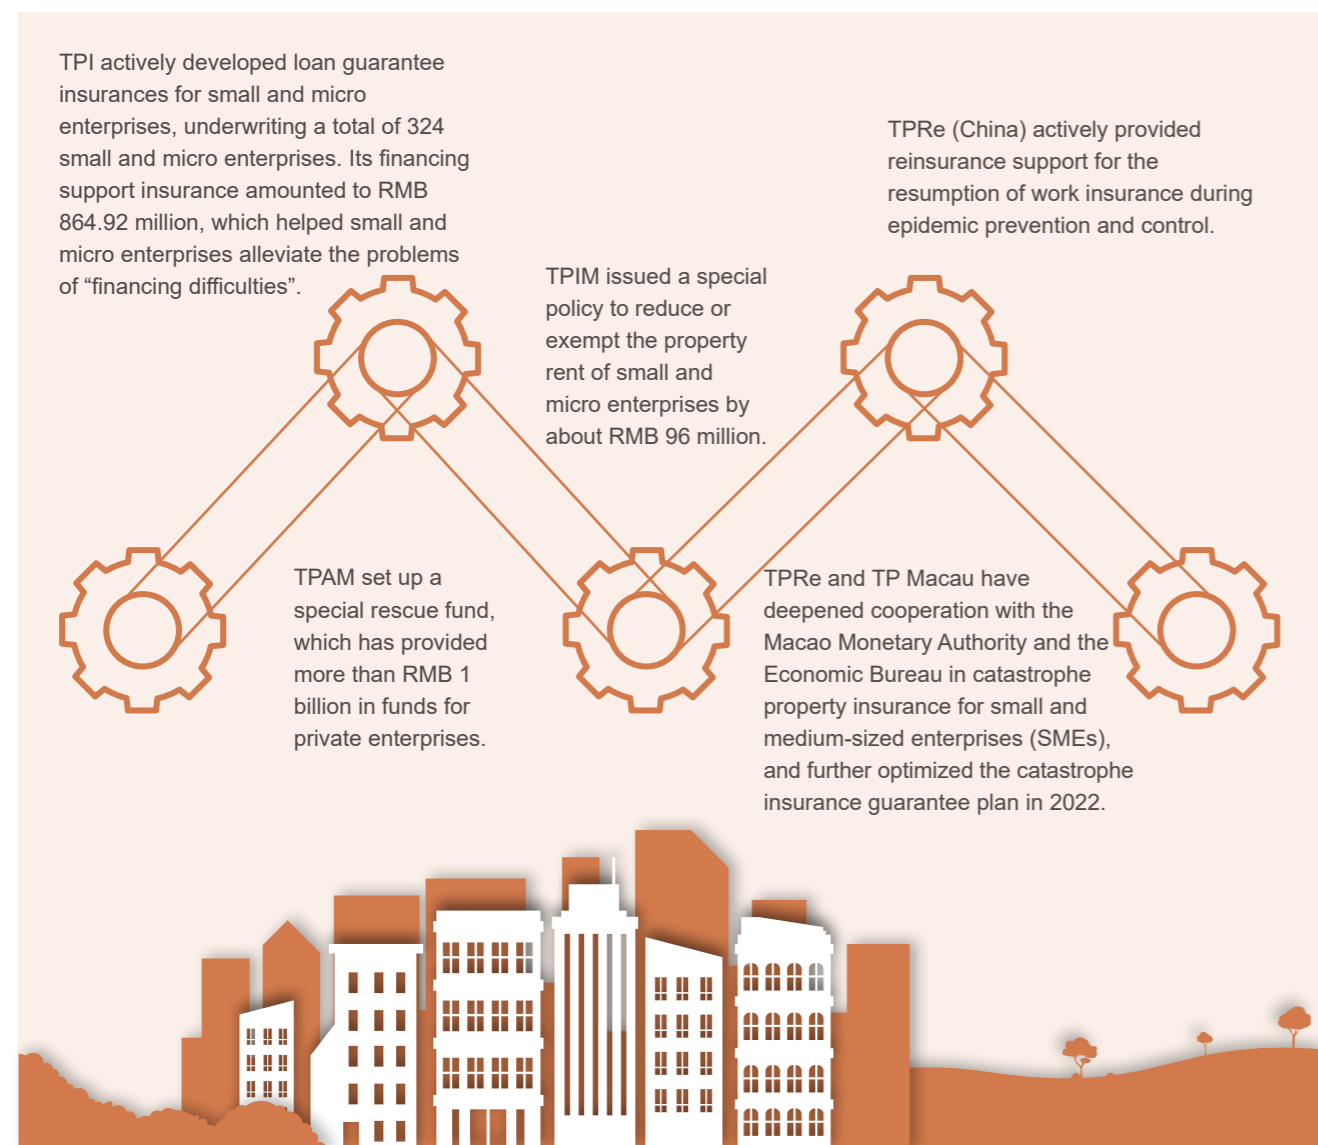 TPI actively developed loan guarantee
insurances for small and micro
enterprises, underwriting a total of 324
small and micro enterprises. Its financing
support insurance amounted to RMB
864.92 million, which helped small and
micro enterprises alleviate the problems
of “financing difficulties”.
TPAM set up a
special rescue fund,
which has provided
more than RMB 1
billion in funds for
private enterprises.
TPIM issued a special
policy to reduce or
exempt the property
rent of small and
micro enterprises by
about RMB 96 million.
TPRe and TP Macau have
deepened cooperation with the
Macao Monetary Authority and the
Economic Bureau in catastrophe
property insurance for small and
medium-sized enterprises (SMEs),
and further optimized the catastrophe
insurance guarantee plan in 2022.
TPRe (China) actively provided
reinsurance support for the
resumption of work insurance during
epidemic prevention and control.